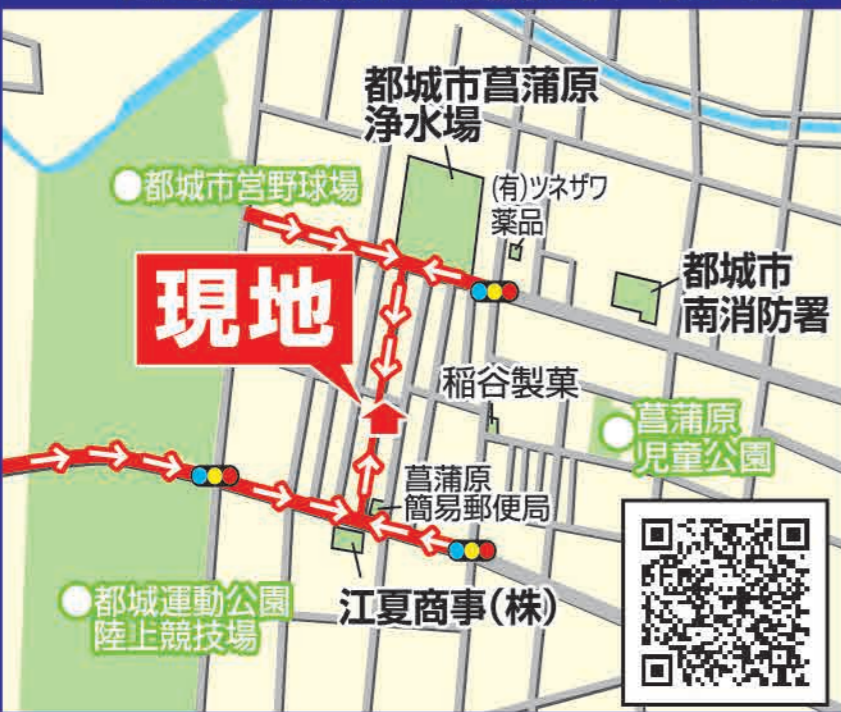 都城市菖蒲原
浄水場
都城市営野球場
(有)ツネザワ
薬品
都城市
南消防署
現地
稲谷製菓
菖蒲原
児童公園
菖蒲原
簡易郵便局
江夏商事(株)
都城運動公園
陸上競技場